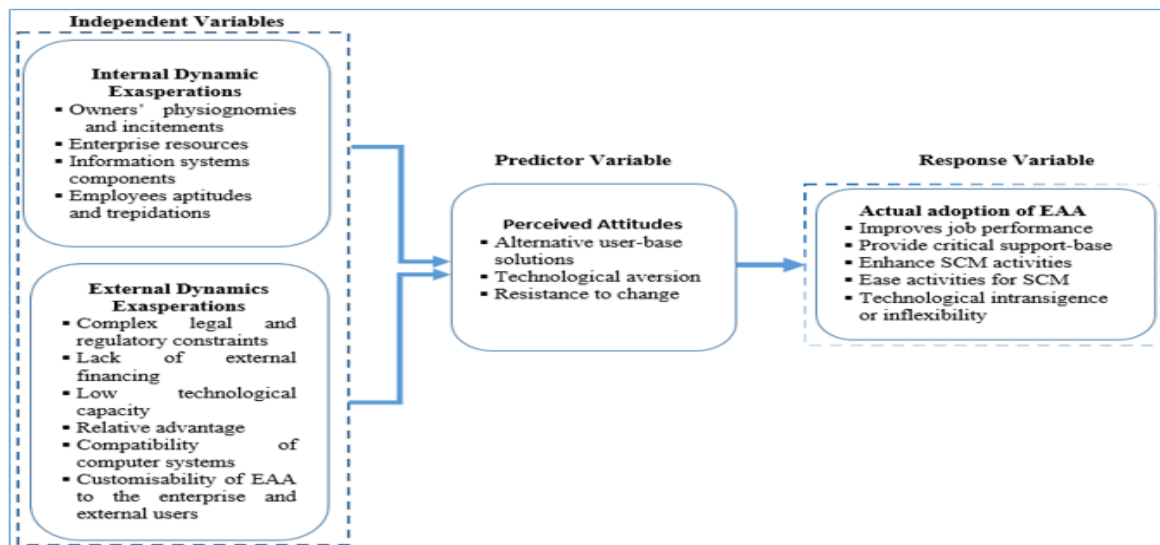 Independent Variables
Internal Dynamic
Exasperations
▪ Owners' physiognomies
and incitements
▪ Enterprise resources
▪ Information systems
components
▪ Employees aptitudes
and trepidations
External Dynamics
Exasperations
▪ Complex legal and
regulatory constraints
▪ Lack of external
financing
▪ Low technological
capacity
▪ Relative advantage
▪ Compatibility of
computer systems
▪ Customisability of EAA
to the enterprise and
external users
Predictor Variable
Perceived Attitudes
▪ Alternative user-base
solutions
▪ Technological aversion
▪ Resistance to change
Response Variable
Actual adoption of EAA
▪ Improves job performance
▪ Provide critical support-base
▪ Enhance SCM activities
▪ Ease activities for SCM
▪ Technological intransigence
or inflexibility